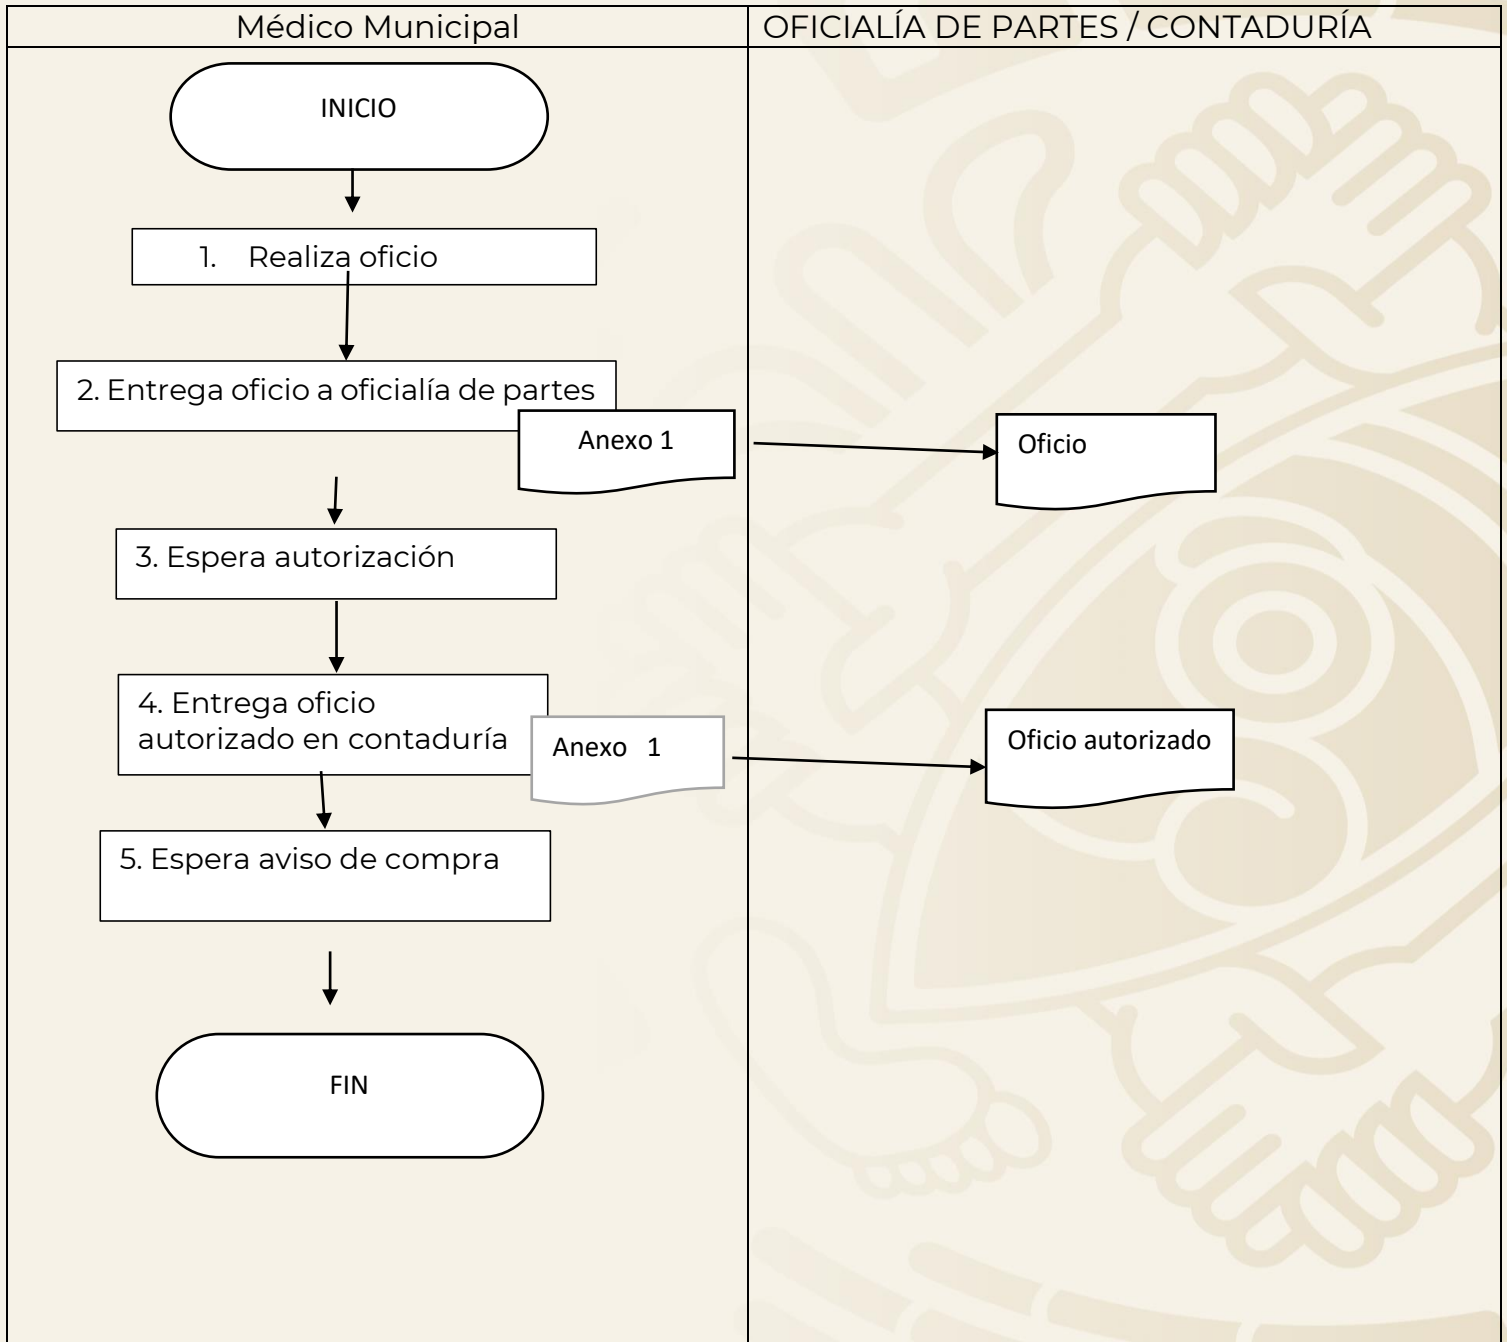 Médico Municipal
OFICIALÍA DE PARTES / CONTADURÍA
INICIO
1. Realiza oficio
2. Entrega oficio a oficialía de partes
Anexo 1
Oficio
3. Espera autorización
4. Entrega oficio
autorizado en contaduría
Anexo 1
Oficio autorizado
5. Espera aviso de compra
FIN